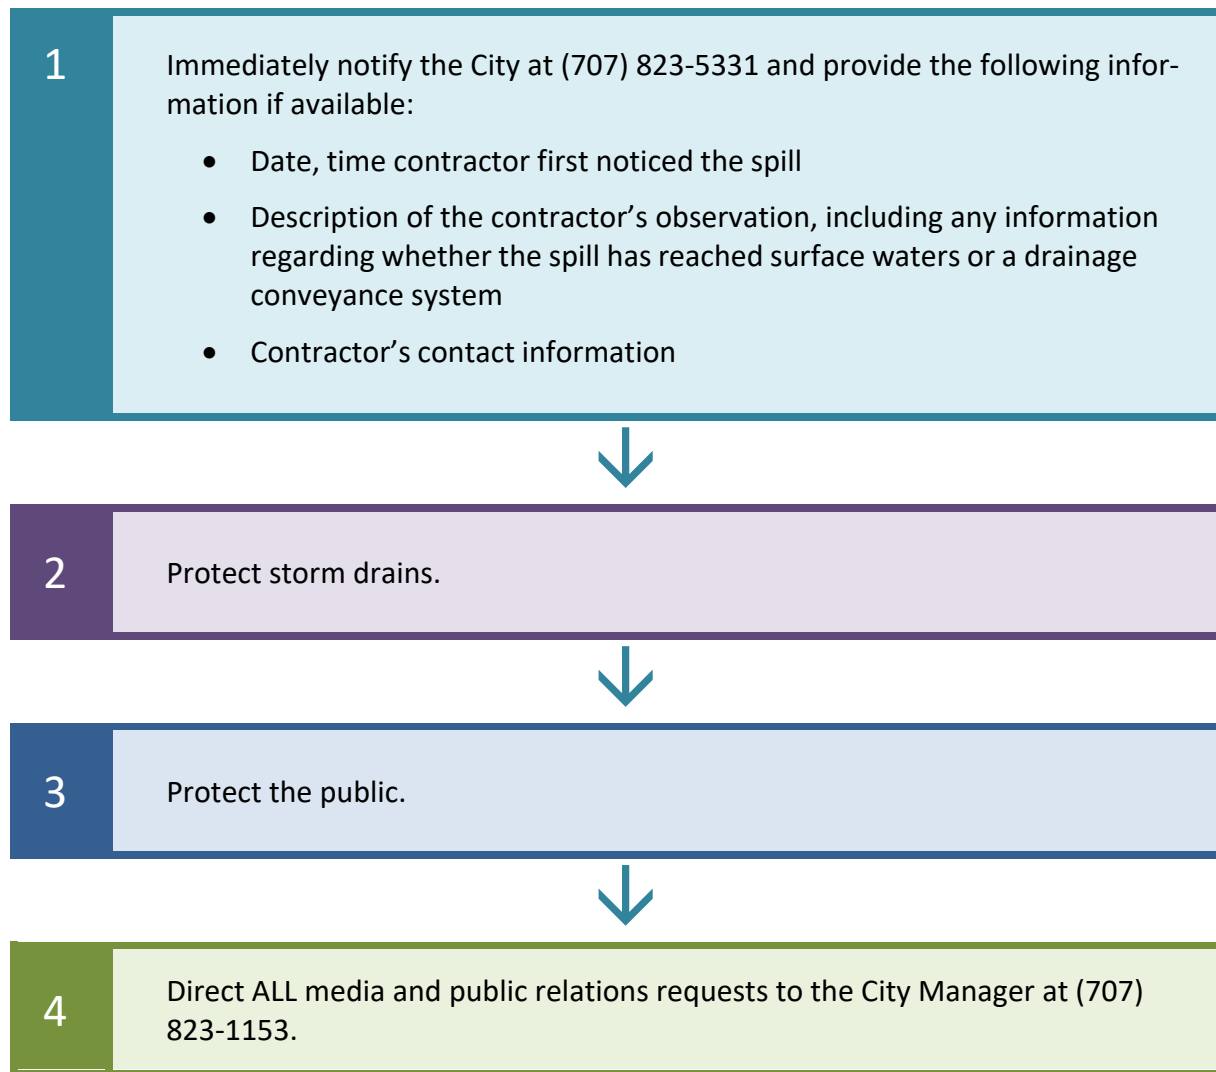 1
Immediately notify the City at (707) 823-5331 and provide the following infor-
mation if available:
• Date, time contractor first noticed the spill
• Description of the contractor’s observation, including any information
regarding whether the spill has reached surface waters or a drainage
conveyance system
• Contractor’s contact information
2
Protect storm drains.
3
Protect the public.
4
Direct ALL media and public relations requests to the City Manager at (707)
823-1153.